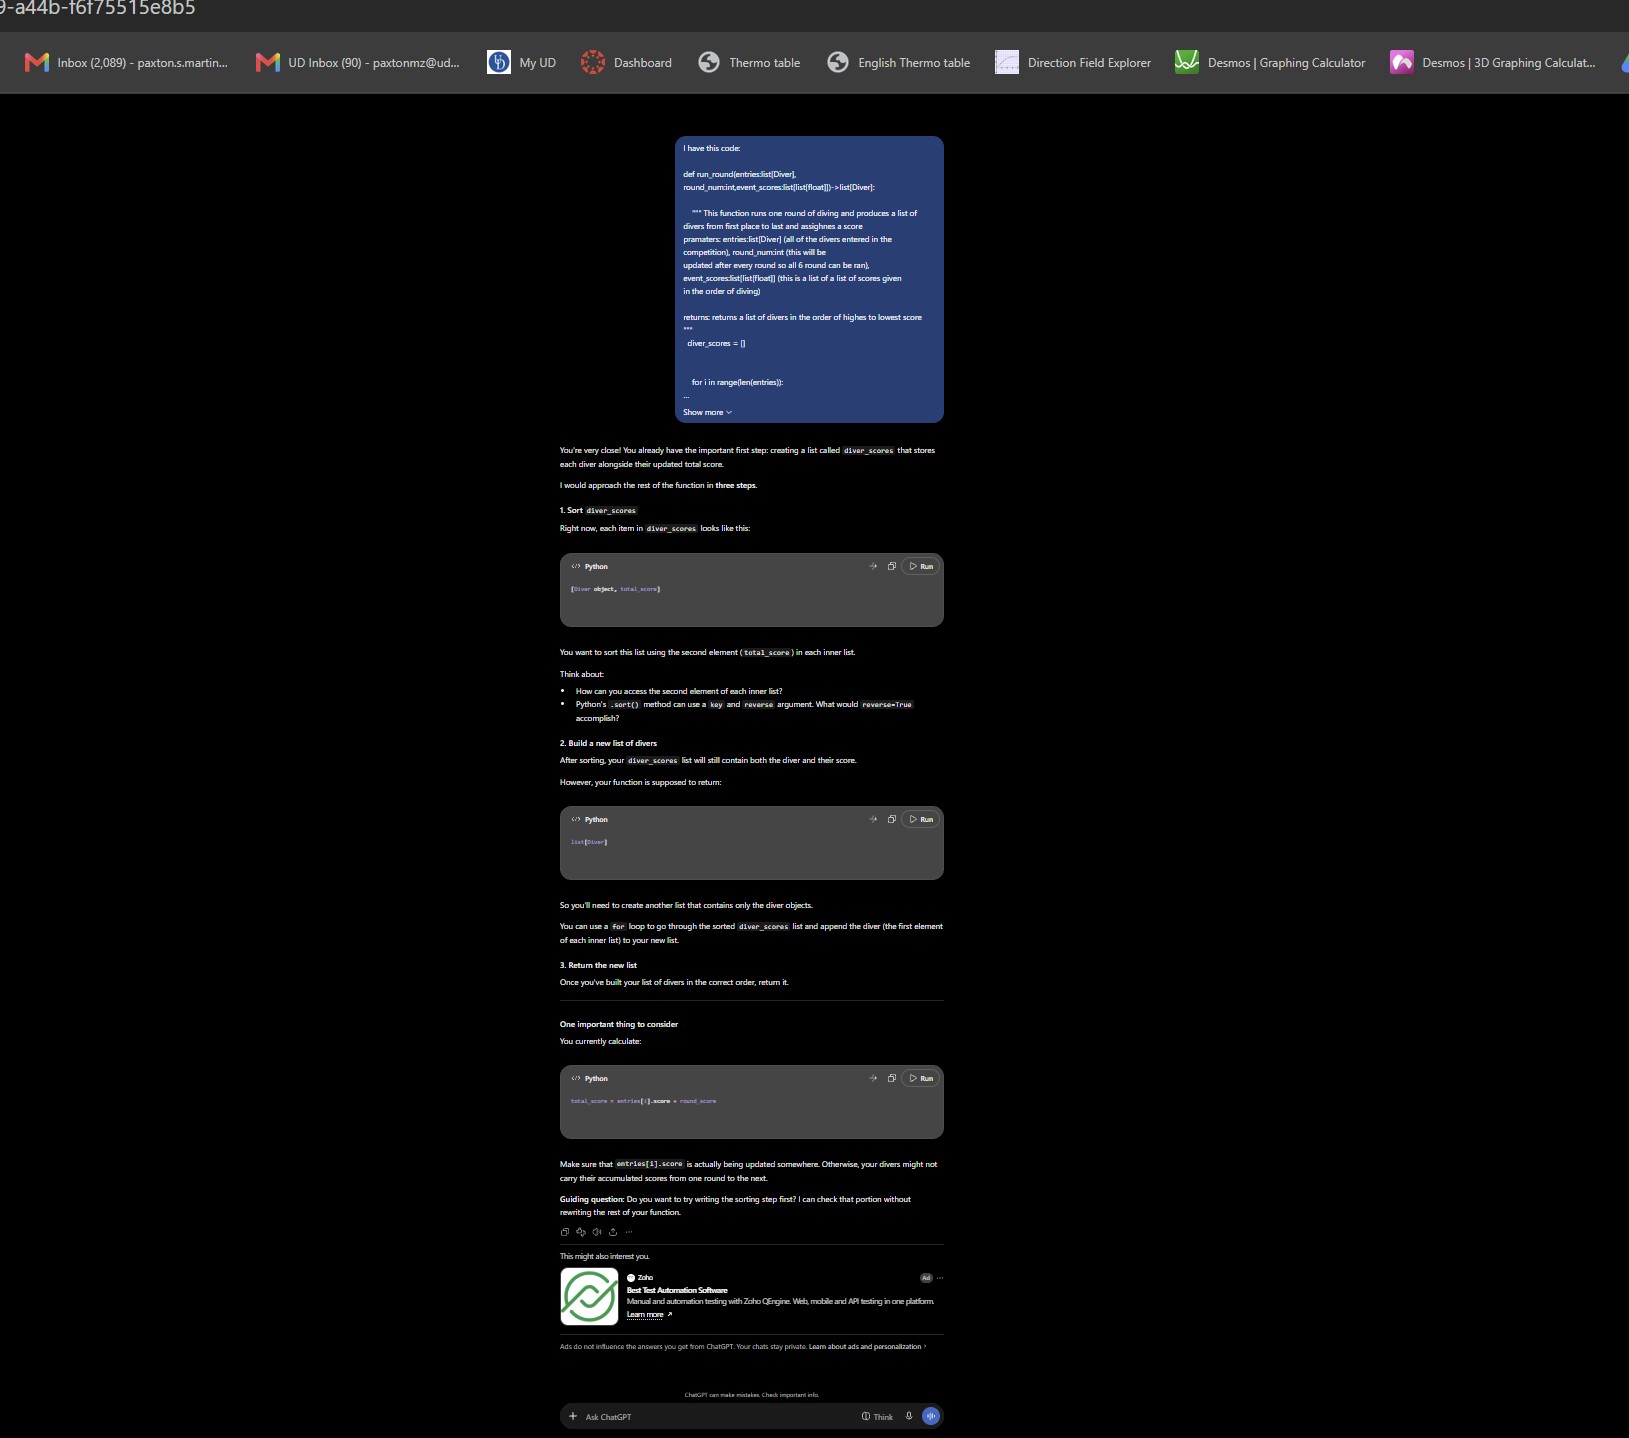 9-a44b-f6f75515e8b5
Inbox (2,089) - paxton.s.martin... UD Inbox (90) - paxtonmz@ud... My UD Dashboard Thermo table English Thermo table Direction Field Explorer Desmos | Graphing Calculator Desmos | 3D Graphing Calculat...
I have this code:
def run_round(entries:list[Diver],
round_num:int,event_scores:list[list[float]])->list[Diver]:
""" This function runs one round of diving and produces a list of
divers from first place to last and assighnes a score
pramaters: entries:list[Diver] (all of the divers entered in the
competition), round_num:int (this will be
updated after every round so all 6 round can be ran),
event_scores:list[list[float]] (this is a list of a list of scores given
in the order of diving)
returns: returns a list of divers in the order of highes to lowest score
"""
diver_scores = []
for i in range(len(entries)):
...
Show more
You're very close! You already have the important first step: creating a list called diver_scores that stores
each diver alongside their updated total score.
I would approach the rest of the function in three steps.
1. Sort diver_scores
Right now, each item in diver_scores looks like this:
Python Run
[Diver object, total_score]
You want to sort this list using the second element (total_score) in each inner list.
Think about:
• How can you access the second element of each inner list?
• Python's .sort() method can use a key and reverse argument. What would reverse=True
accomplish?
2. Build a new list of divers
After sorting, your diver_scores list will still contain both the diver and their score.
However, your function is supposed to return:
Python Run
list[Diver]
So you'll need to create another list that contains only the diver objects.
You can use a for loop to go through the sorted diver_scores list and append the diver (the first element
of each inner list) to your new list.
3. Return the new list
Once you've built your list of divers in the correct order, return it.
One important thing to consider
You currently calculate:
Python Run
total_score = entries[i].score + round_score
Make sure that entries[i].score is actually being updated somewhere. Otherwise, your divers might not
carry their accumulated scores from one round to the next.
Guiding question: Do you want to try writing the sorting step first? I can check that portion without
rewriting the rest of your function.
This might also interest you.
Zoho Ad
Best Test Automation Software
Manual and automation testing with Zoho QEngine. Web, mobile and API testing in one platform.
Learn more
Ads do not influence the answers you get from ChatGPT. Your chats stay private. Learn about ads and personalization
ChatGPT can make mistakes. Check important info.
Ask ChatGPT Think